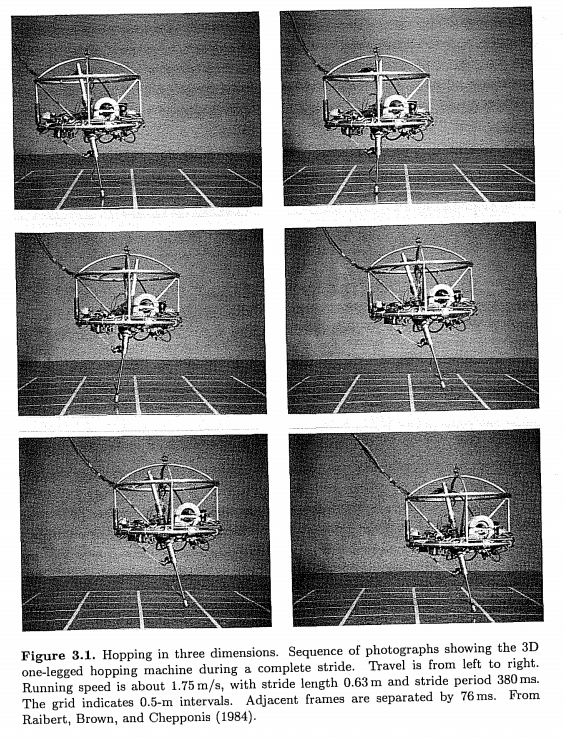 Figure 3.1. Hopping in three dimensions. Sequence of photographs showing the 3D
one-legged hopping machine during a complete stride. Travel is from left to right.
Running speed is about 1.75 m/s, with stride length 0.63 m and stride period 380 ms.
The grid indicates 0.5-m intervals. Adjacent frames are separated by 76 ms. From
Raibert, Brown, and Chepponis (1984).